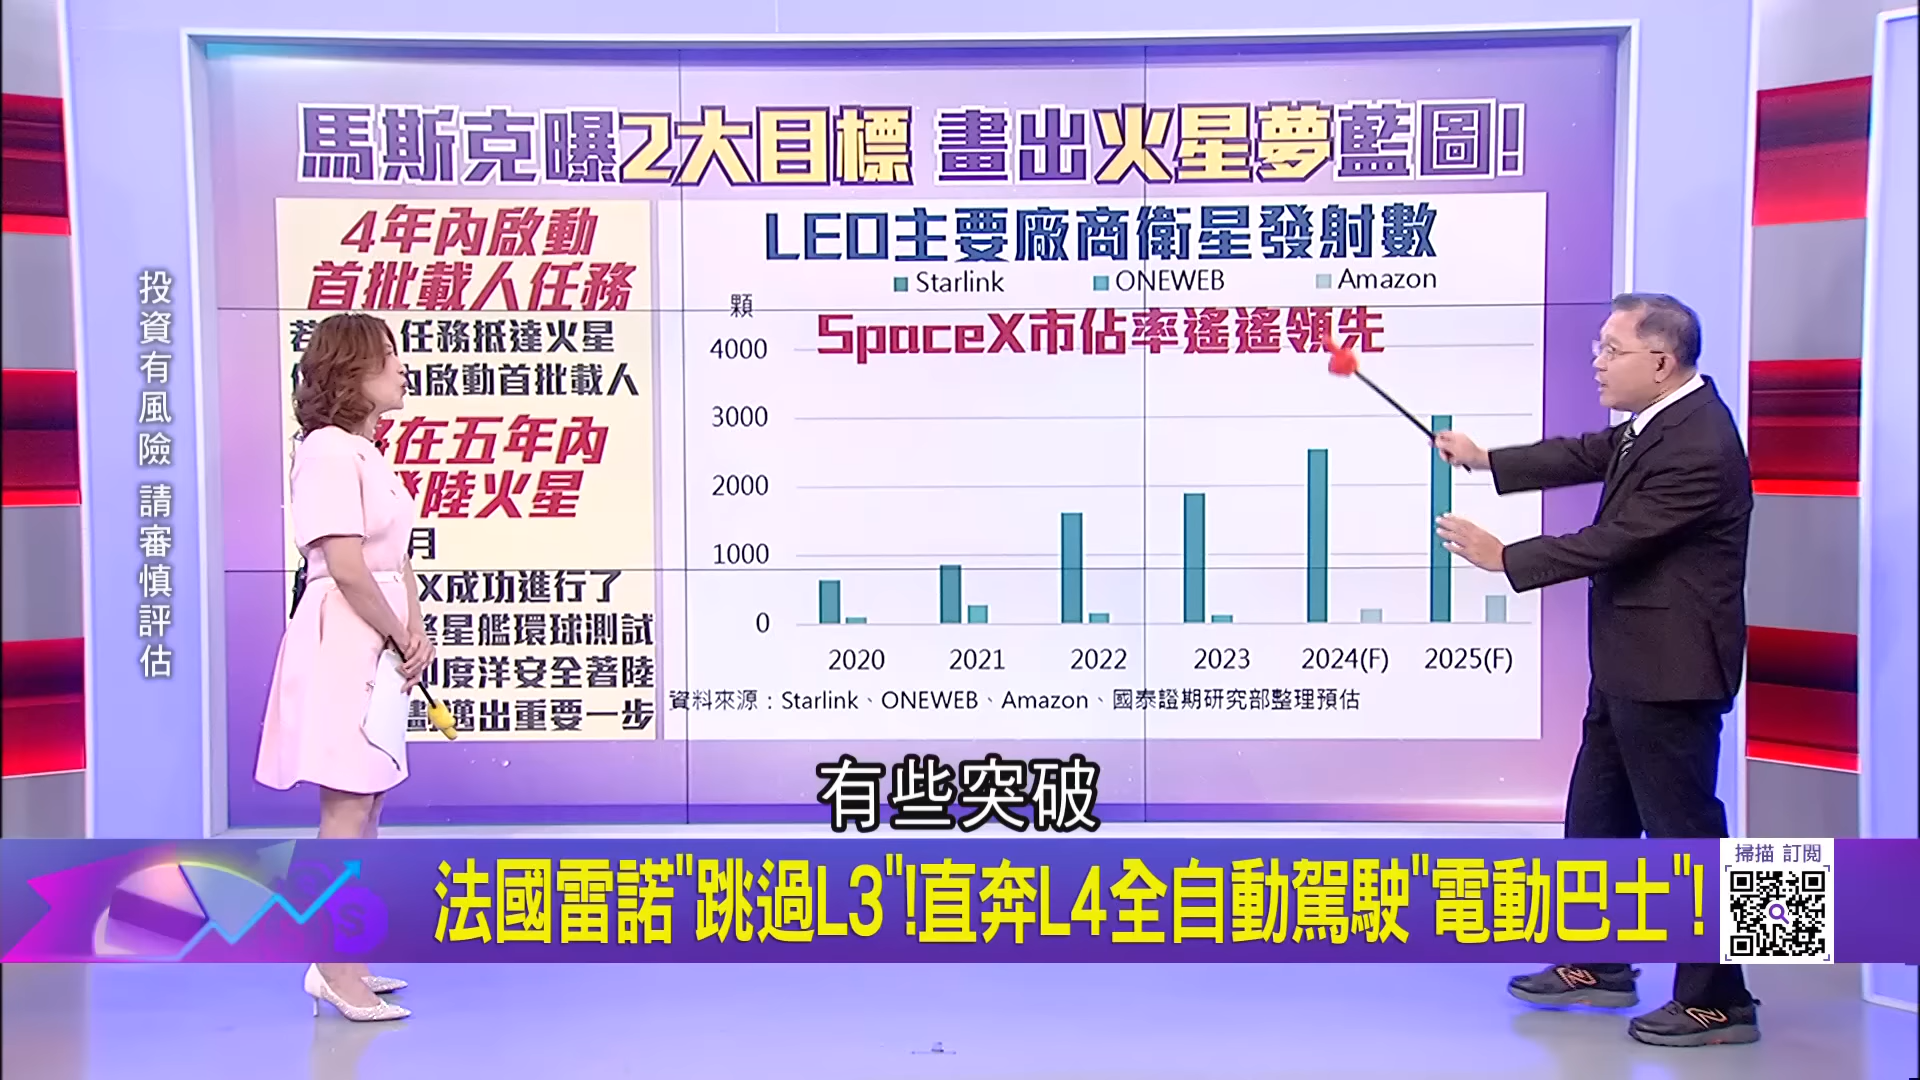 馬斯克曝2大目標 畫出火星夢藍圖!
4年內啟動
首批載人任務
任務抵達火星
內啟動首批載人
在五年內
登陸火星
月
X成功進行了
整星艦環球測試
印度洋安全著陸
邁出重要一步
LEO主要廠商衛星發射數
Starlink ONEWEB Amazon
顆
SpaceX市佔率遙遙領先
4000
3000
2000
1000
0
2020 2021 2022 2023 2024(F) 2025(F)
資料來源：Starlink、ONEWEB、Amazon、國泰證期研究部整理預估
投資有風險 請審慎評估
有些突破
法國雷諾"跳過L3"!直奔L4全自動駕駛"電動巴士"!
掃描 訂閱